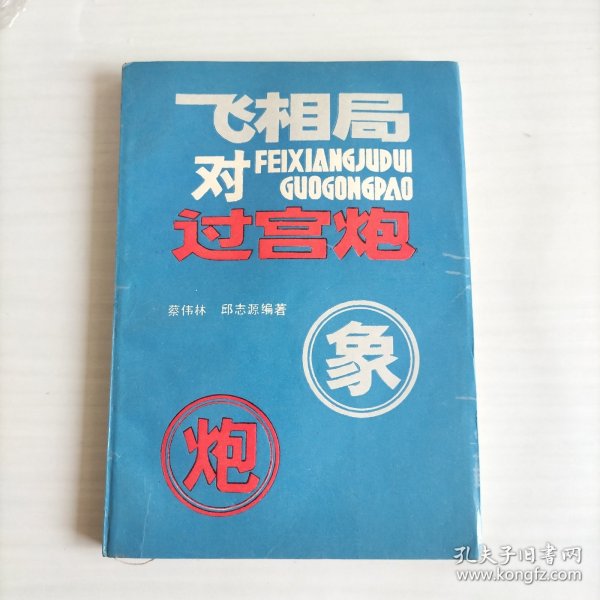 飞相局
对
FEIXIANGJUDUI
GUOGONGPAO
过宫炮
蔡伟林 邱志源编著
象
炮
孔夫子旧书网
www.kongfz.com